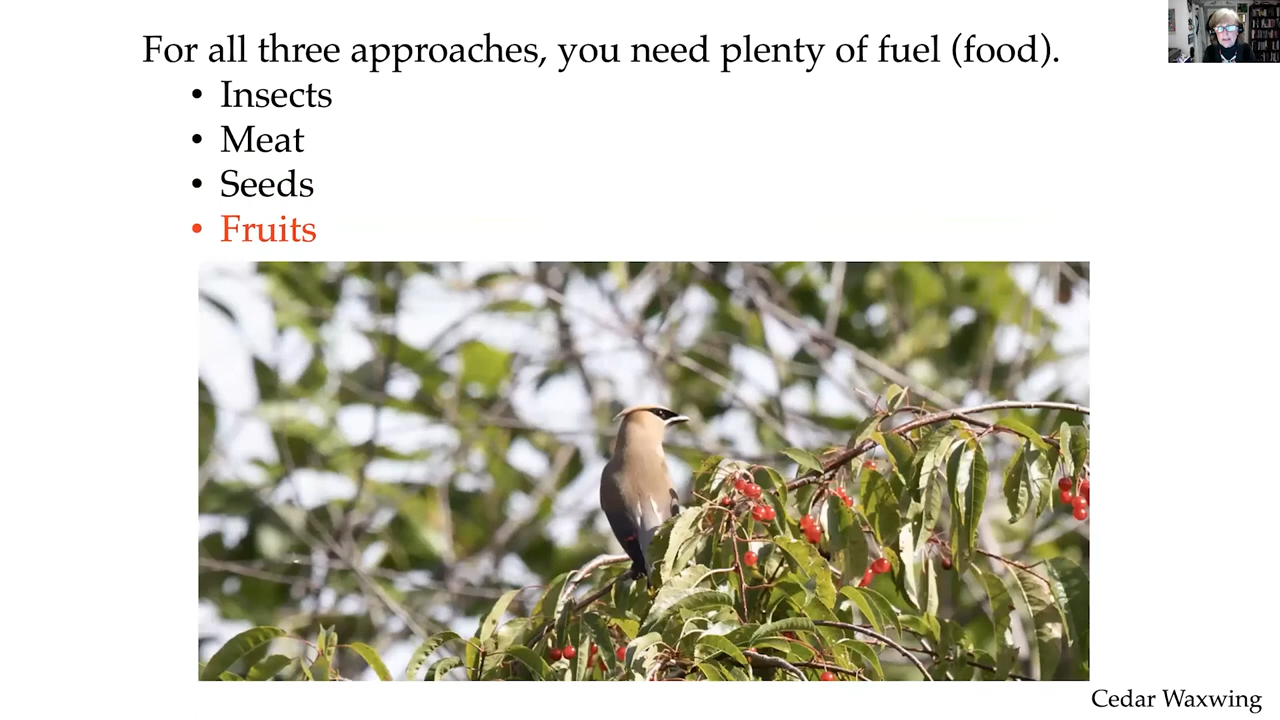 For all three approaches, you need plenty of fuel (food).
• Insects
• Meat
• Seeds
• Fruits
Cedar Waxwing